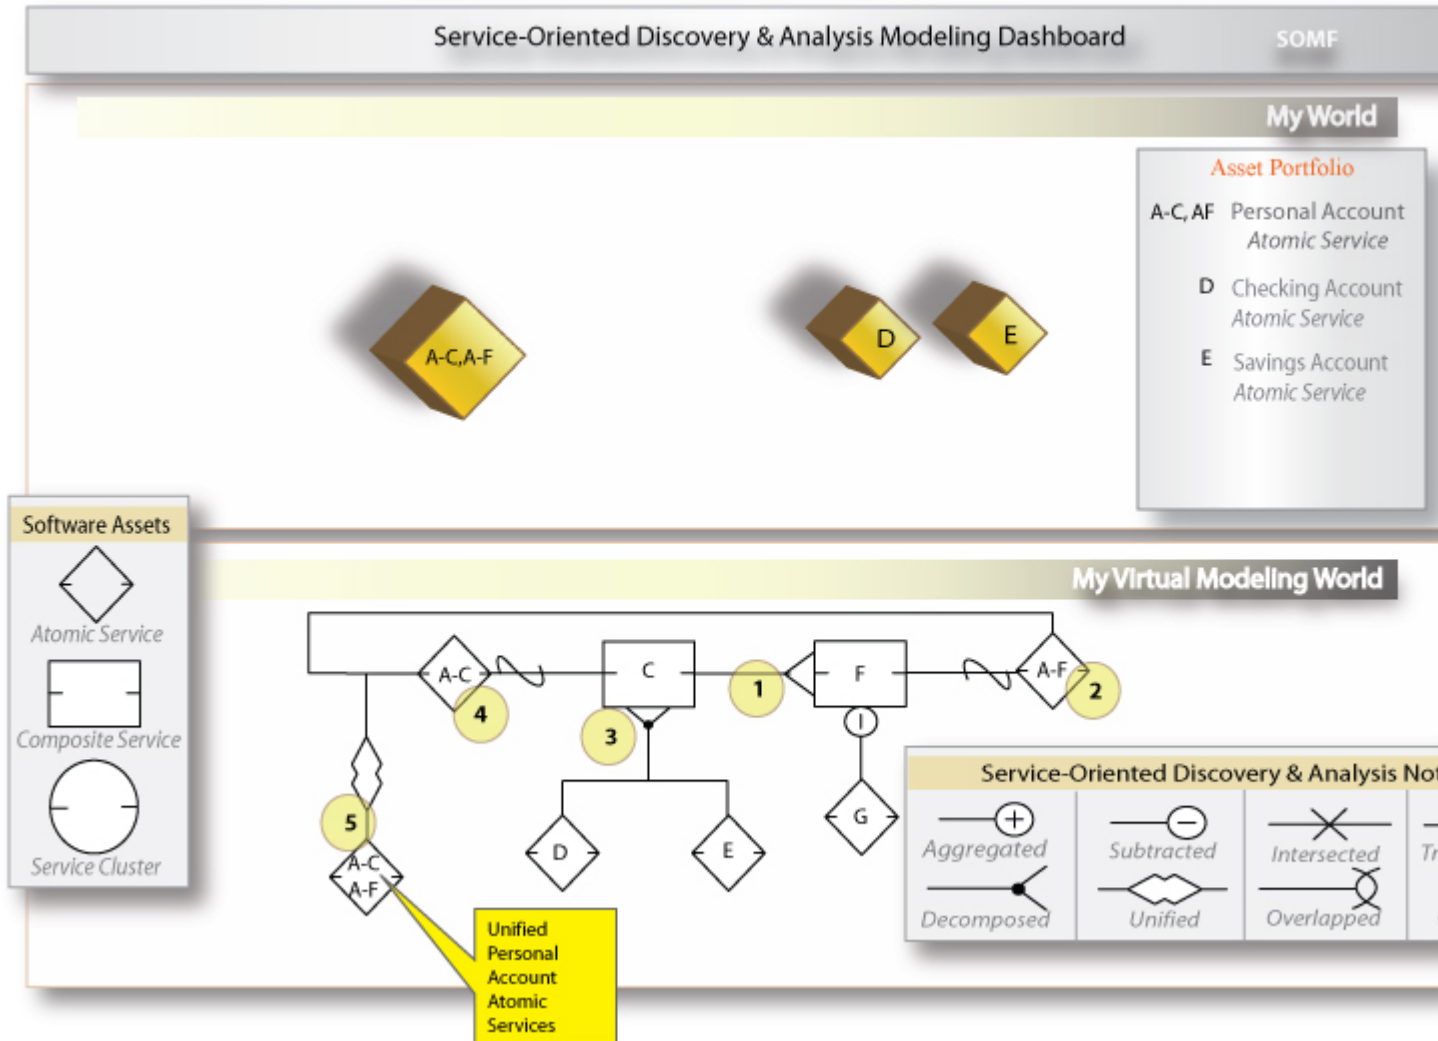 Service-Oriented Discovery & Analysis Modeling Dashboard
SOMF
My World
Asset Portfolio
A-C, AF Personal Account
Atomic Service
D Checking Account
Atomic Service
E Savings Account
Atomic Service
A-C,A-F
D
E
Software Assets
Atomic Service
Composite Service
Service Cluster
My Virtual Modeling World
A-C
4
C
3
1
F
I
A-F
2
G
D
E
5
A-C
A-F
Unified
Personal
Account
Atomic
Services
Service-Oriented Discovery & Analysis Not
Aggregated
Subtracted
Intersected
Tr
Decomposed
Unified
Overlapped